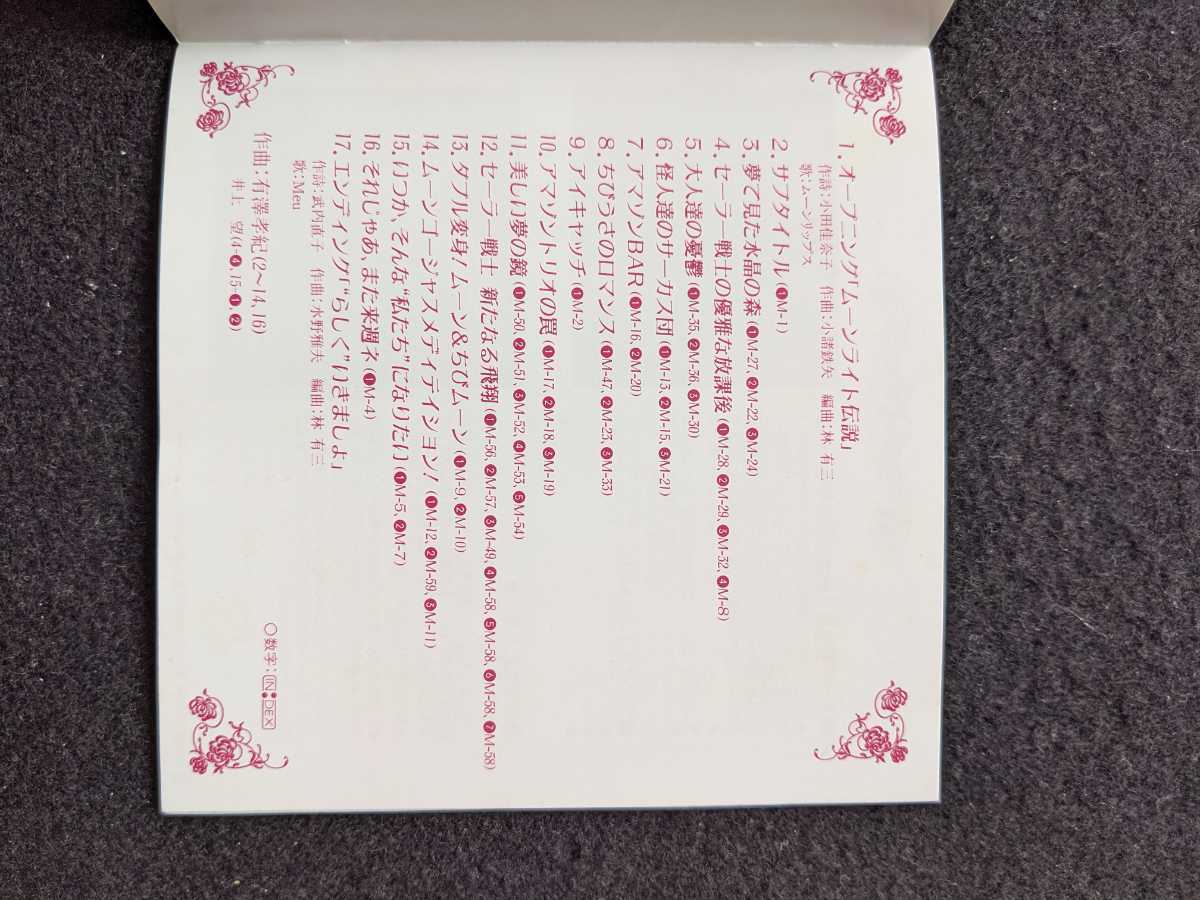 1. オープニング「ムーンライト伝説」
作詩：小田佳奈子　作曲：小諸鉄矢　編曲：林　有三
歌：ムーンリップス
2. サブタイトル (❶M-1)
3. 夢で見た水晶の森 (❶M-27、❷M-22、❸M-24)
4. セーラー戦士の優雅な放課後 (❶M-28、❷M-29、❸M-32、❹M-8)
5. 大人達の憂鬱 (❶M-35、❷M-36、❸M-30)
6. 怪人達のサーカス団 (❶M-13、❷M-15、❸M-21)
7. アマゾンBAR (❶M-16、❷M-20)
8. ちびうさのロマンス (❶M-47、❷M-23、❸M-33)
9. アイキャッチ (❶M-2)
10. アマゾントリオの罠 (❶M-17、❷M-18、❸M-19)
11. 美しい夢の鏡 (❶M-50、❷M-51、❸M-52、❹M-53、❺M-54)
12. セーラー戦士 新たなる飛翔 (❶M-56、❷M-57、❸M-49、❹M-58、❺M-58、❻M-58、❼M-58)
13. ダブル変身！ムーン＆ちびムーン (❶M-9、❷M-10)
14. ムーンゴージャスメディテイション！ (❶M-12、❷M-59、❸M-11)
15. いつか、そんな“私たち”になりたい (❶M-5、❷M-7)
16. それじゃあ、また来週ネ (❶M-4)
17. エンディング「“らしく”いきましょ」
作詩：武内直子　作曲：水野雅夫　編曲：林　有三
歌：Meu
作曲：有澤孝紀(2〜14、16)
井上　望(4-❹、15-❶、❷)
○数字：INDEX